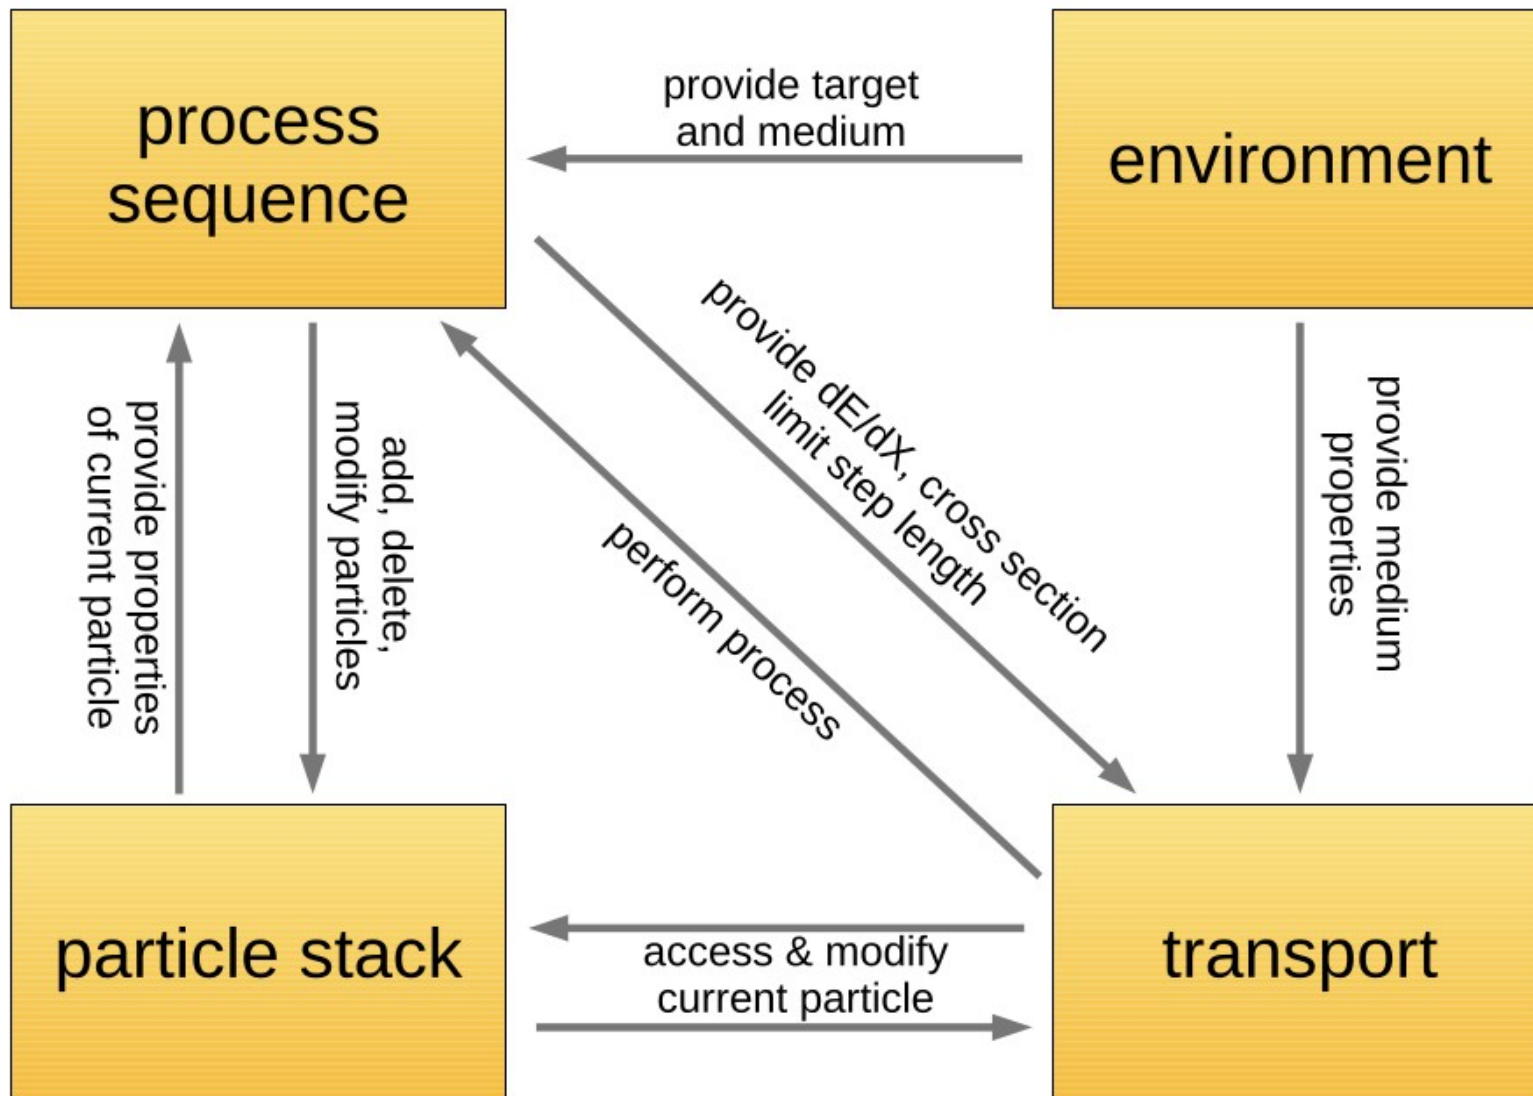 process
sequence
provide target
and medium
environment
provide properties
of current particle
add, delete,
modify particles
provide dE/dX, cross section
limit step length
perform process
provide medium
properties
particle stack
access & modify
current particle
transport